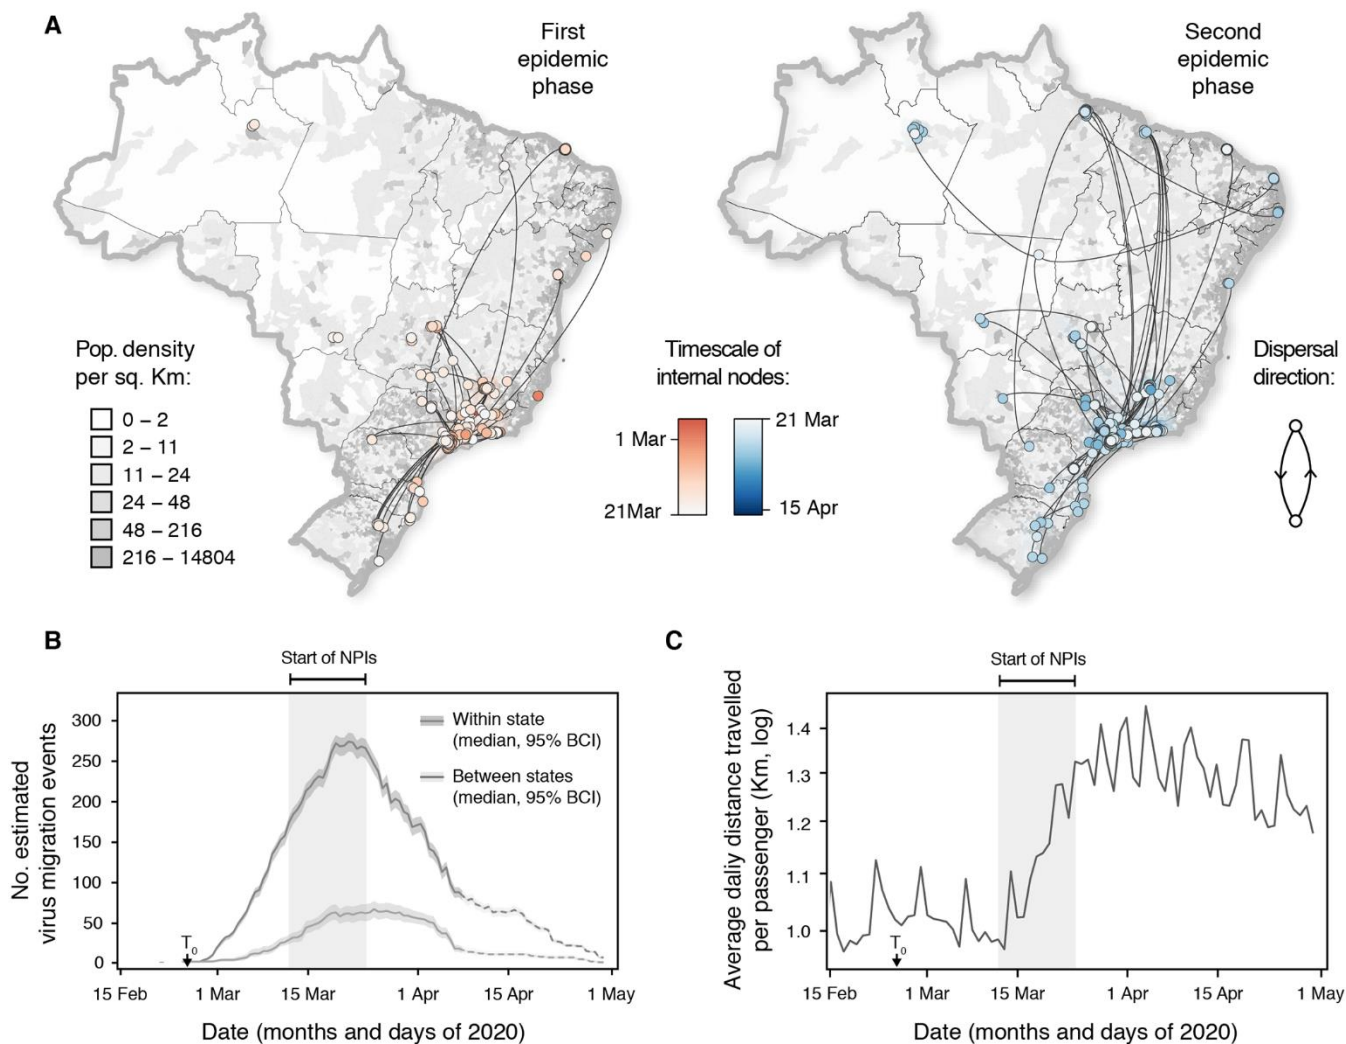 A
First
epidemic
phase
Second
epidemic
phase
Pop. density
per sq. Km:
0 – 2
2 – 11
11 – 24
24 – 48
48 – 216
216 – 14804
Timescale of
internal nodes:
1 Mar
21Mar
21 Mar
15 Apr
Dispersal
direction:
B
Start of NPIs
No. estimated
virus migration events
300
250
200
150
100
50
0
Within state
(median, 95% BCI)
Between states
(median, 95% BCI)
T0
15 Feb
1 Mar
15 Mar
1 Apr
15 Apr
1 May
Date (months and days of 2020)
C
Start of NPIs
Average daliy distance travelled
per passenger (Km, log)
1.4
1.3
1.2
1.1
1.0
T0
15 Feb
1 Mar
15 Mar
1 Apr
15 Apr
1 May
Date (months and days of 2020)